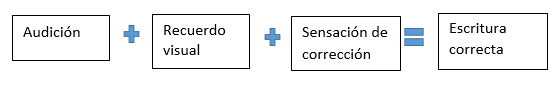 Audición
Recuerdo
visual
Sensación de
corrección
Escritura
correcta